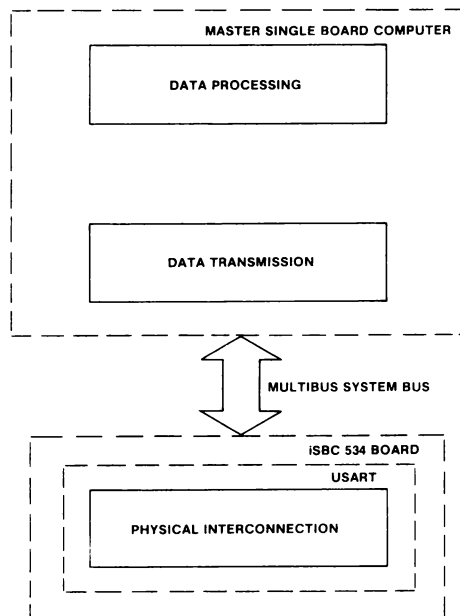 MASTER SINGLE BOARD COMPUTER
DATA PROCESSING
DATA TRANSMISSION
MULTIBUS SYSTEM BUS
iSBC 534 BOARD
USART
PHYSICAL INTERCONNECTION